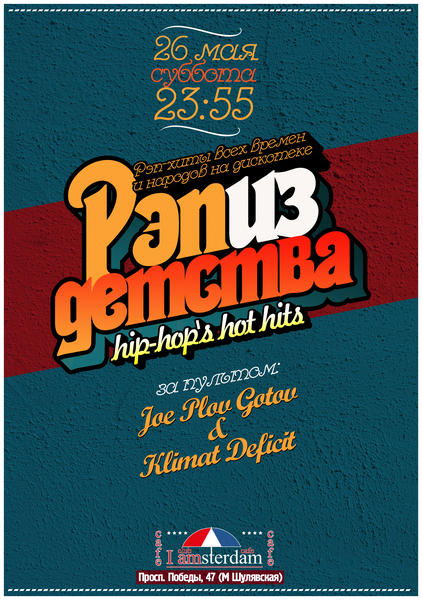 26 мая
суббота
23:55
Рэп-хиты всех времен
и народов на дискотеке
Рэп из
детства
hip-hop's hot hits
за пультом:
Joe Plov Gotov
&
Klimat Deficit
cafe I amsterdam cafe
Просп. Победы, 47 (М Шулявская)